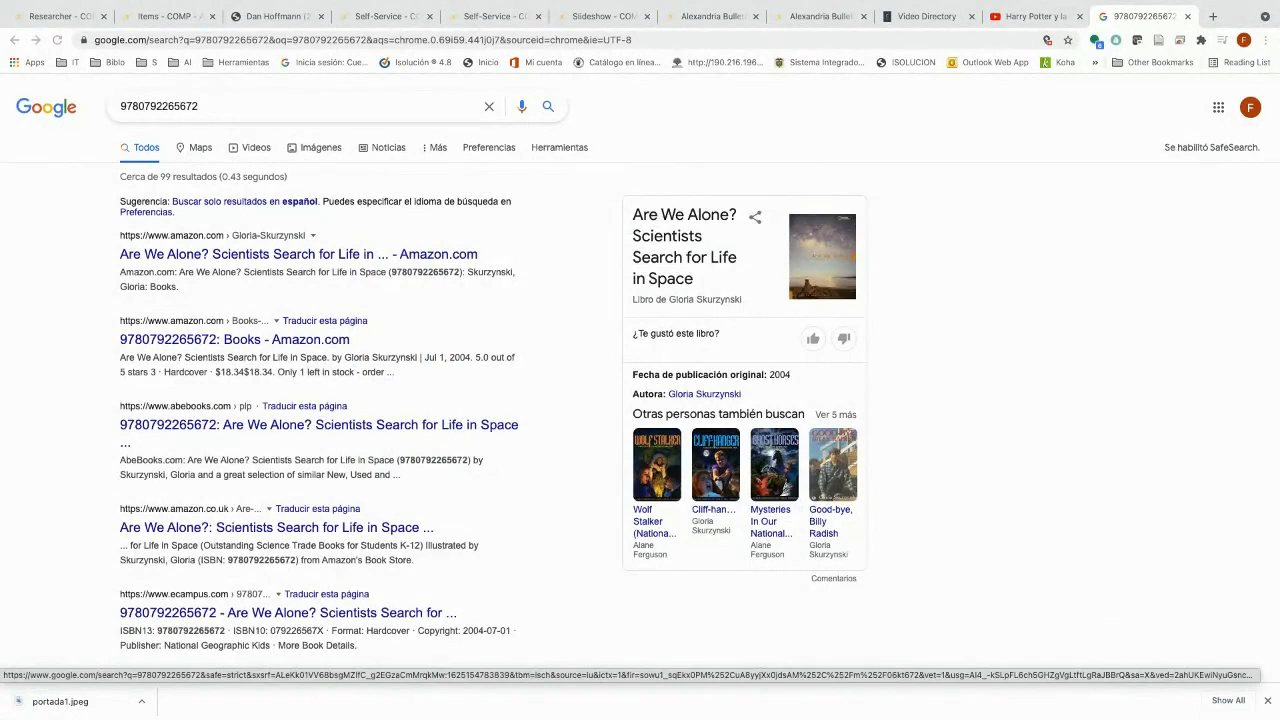 Researcher - CO
Items - COMP - A
Dan Hoffmann (7
Self-Service - C
Self-Service - C
Slideshow - COM
Alexandria Bullet
Alexandria Bullet
Video Directory
Harry Potter y la
9780792265672
google.com/search?q=9780792265672&oq=9780792265672&aqs=chrome.0.69i59.441j0j7&sourceid=chrome&ie=UTF-8
Apps
IT
Biblo
S
AI
Herramientas
Inicia sesión: Cue...
Isolución ® 4.8
Inicio
Mi cuenta
Catálogo en línea...
http://190.216.196...
Sistema Integrado...
ISOLUCION
Outlook Web App
Koha
»
Other Bookmarks
Reading List
Google
9780792265672
F
Todos
Maps
Videos
Imágenes
Noticias
Más
Preferencias
Herramientas
Se habilitó SafeSearch.
Cerca de 99 resultados (0.43 segundos)
Sugerencia: Buscar solo resultados en español. Puedes especificar el idioma de búsqueda en
Preferencias.
https://www.amazon.com › Gloria-Skurzynski
Are We Alone? Scientists Search for Life in ... - Amazon.com
Amazon.com: Are We Alone? Scientists Search for Life in Space (9780792265672): Skurzynski,
Gloria: Books.
https://www.amazon.com › Books-... Traducir esta página
9780792265672: Books - Amazon.com
Are We Alone? Scientists Search for Life in Space. by Gloria Skurzynski | Jul 1, 2004. 5.0 out of
5 stars 3 · Hardcover · $18.34$18.34. Only 1 left in stock - order ...
https://www.abebooks.com › plp · Traducir esta página
9780792265672: Are We Alone? Scientists Search for Life in Space
...
AbeBooks.com: Are We Alone? Scientists Search for Life in Space (9780792265672) by
Skurzynski, Gloria and a great selection of similar New, Used and ...
https://www.amazon.co.uk › Are-... Traducir esta página
Are We Alone?: Scientists Search for Life in Space ...
... for Life in Space (Outstanding Science Trade Books for Students K-12) Illustrated by
Skurzynski, Gloria (ISBN: 9780792265672) from Amazon's Book Store.
https://www.ecampus.com › 97807... Traducir esta página
9780792265672 - Are We Alone? Scientists Search for ...
ISBN13: 9780792265672 · ISBN10: 079226567X · Format: Hardcover · Copyright: 2004-07-01 ·
Publisher: National Geographic Kids · More Book Details.
Are We Alone?
Scientists
Search for Life
in Space
Libro de Gloria Skurzynski
¿Te gustó este libro?
Fecha de publicación original: 2004
Autora: Gloria Skurzynski
Otras personas también buscan
Ver 5 más
WOLF STALKER
CLIFF-HANGER
GHOST HORSES
Wolf
Stalker
(Nationa...
Alane
Ferguson
Cliff-han...
Gloria
Skurzynski
Mysteries
In Our
National...
Alane
Ferguson
Good-bye,
Billy
Radish
Gloria
Skurzynski
Comentarios
portada1.jpeg
Show All